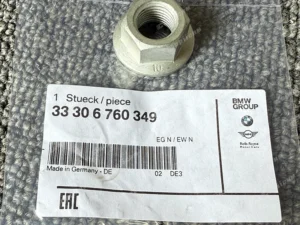 10
1 Stueck / piece
33 30 6 760 349
BMW
GROUP
EG N / EW N
Made in Germany - DE
02 DE3
EAC